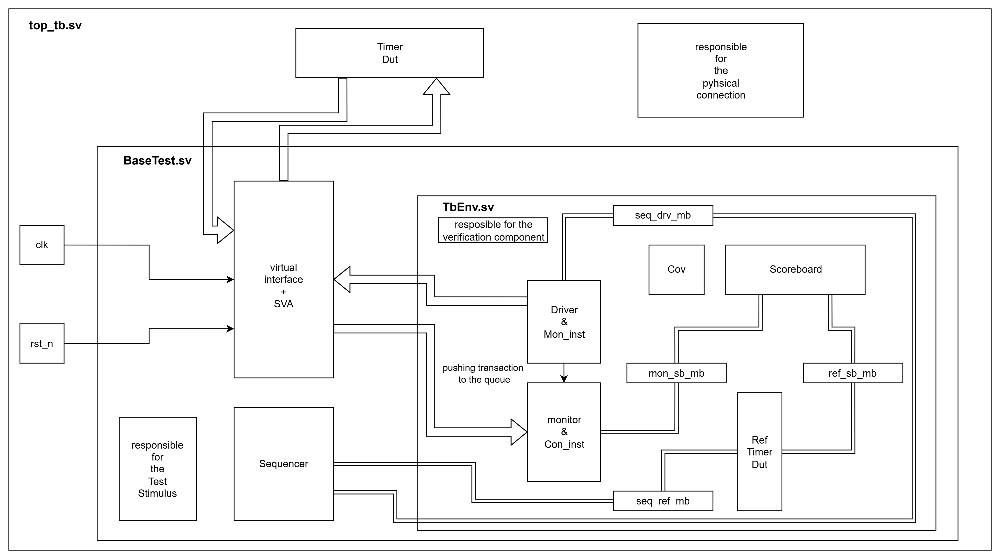 top_tb.sv
Timer
Dut
responsible
for
the
pyhsical
connection
BaseTest.sv
TbEnv.sv
resposible for the
verification component
seq_drv_mb
clk
virtual
interface
+
SVA
Cov
Scoreboard
Driver
&
Mon_inst
rst_n
pushing transaction
to the queue
mon_sb_mb
ref_sb_mb
monitor
&
Con_inst
responsible
for
the
Test
Stimulus
Sequencer
Ref
Timer
Dut
seq_ref_mb